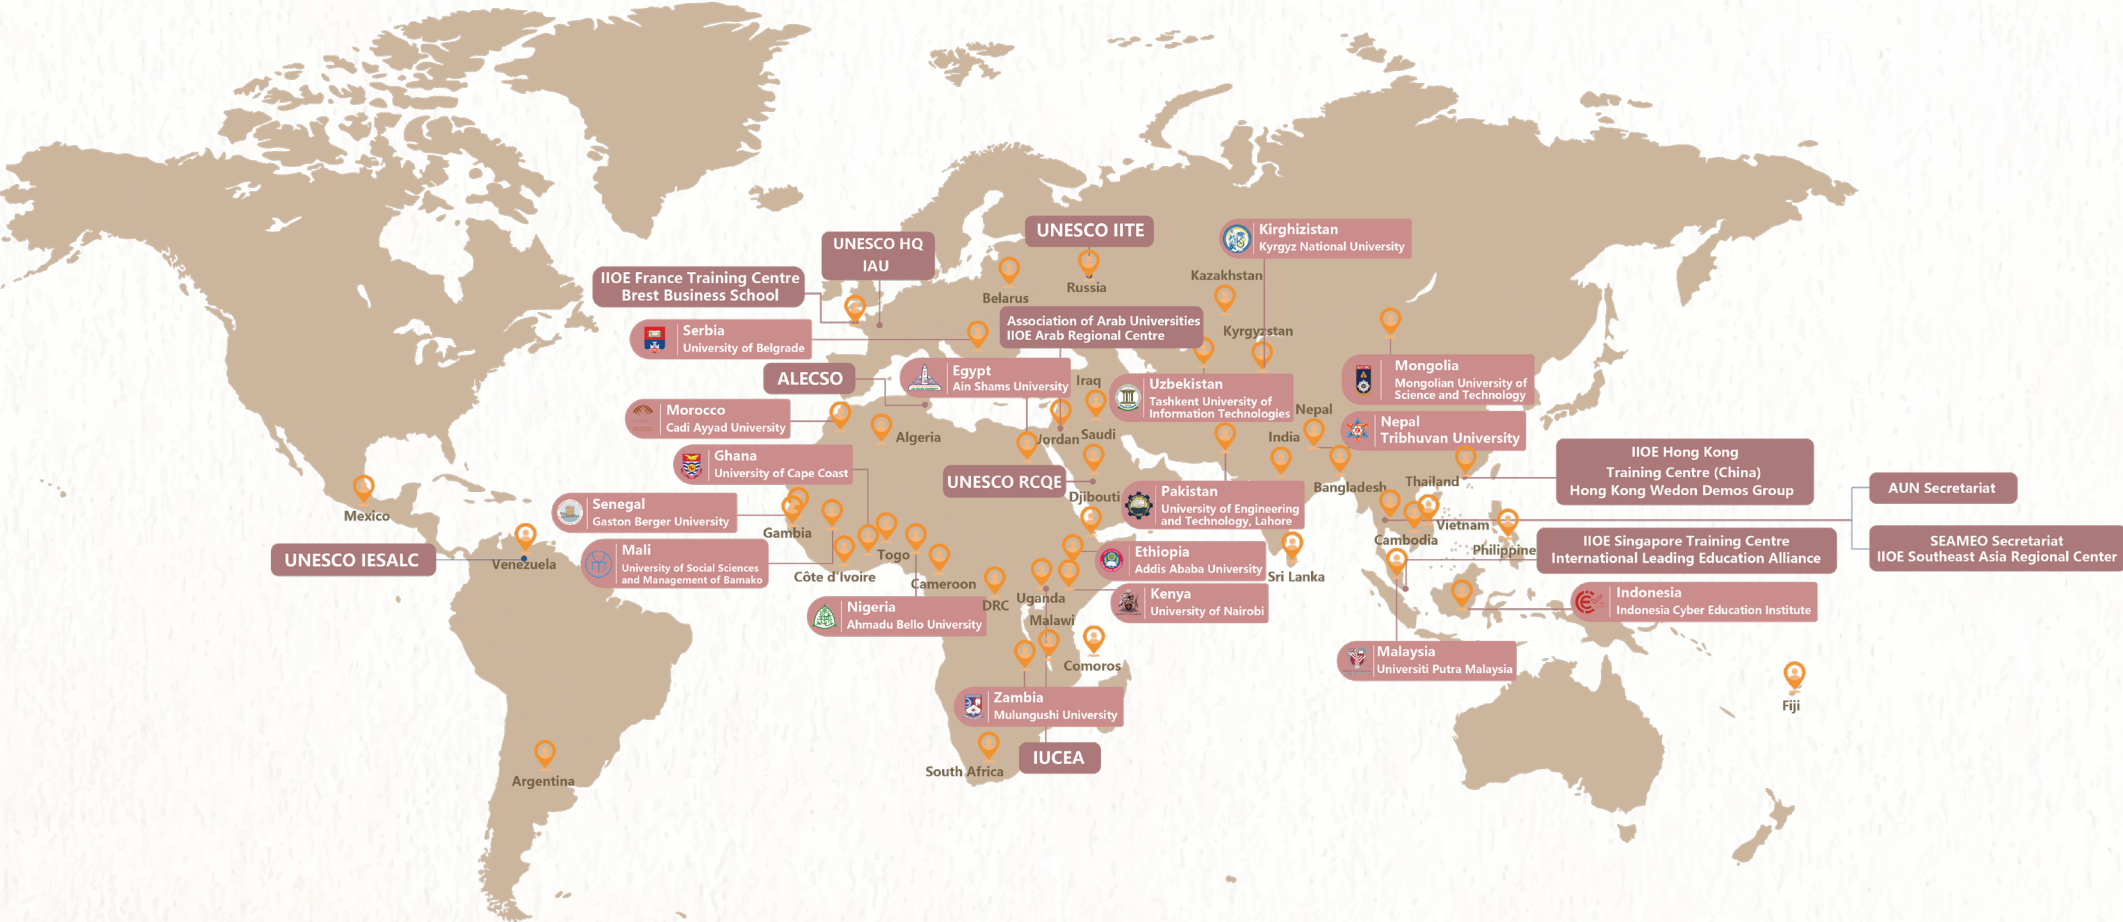 UNESCO IITE
Kirghizistan
Kyrgyz National University
UNESCO HQ
IAU
Kazakhstan
IIOE France Training Centre
Brest Business School
Belarus
Russia
Association of Arab Universities
IIOE Arab Regional Centre
Kyrgyzstan
Serbia
University of Belgrade
ALECSO
Egypt
Ain Shams University
Iraq
Uzbekistan
Tashkent University of
Information Technologies
Mongolia
Mongolian University of
Science and Technology
Morocco
Cadi Ayyad University
Algeria
Jordan
Saudi
India
Nepal
Nepal
Tribhuvan University
Ghana
University of Cape Coast
UNESCO RCQE
Djibouti
Pakistan
University of Engineering
and Technology, Lahore
Bangladesh
Thailand
IIOE Hong Kong
Training Centre (China)
Hong Kong Wedon Demos Group
AUN Secretariat
Mexico
Senegal
Gaston Berger University
Gambia
Vietnam
Cambodia
Philippine
IIOE Singapore Training Centre
International Leading Education Alliance
SEAMEO Secretariat
IIOE Southeast Asia Regional Center
UNESCO IESALC
Venezuela
Mali
University of Social Sciences
and Management of Bamako
Togo
Côte d'Ivoire
Cameroon
DRC
Uganda
Ethiopia
Addis Ababa University
Sri Lanka
Kenya
University of Nairobi
Indonesia
Indonesia Cyber Education Institute
Nigeria
Ahmadu Bello University
Malawi
Comoros
Malaysia
Universiti Putra Malaysia
Zambia
Mulungushi University
Fiji
IUCEA
South Africa
Argentina